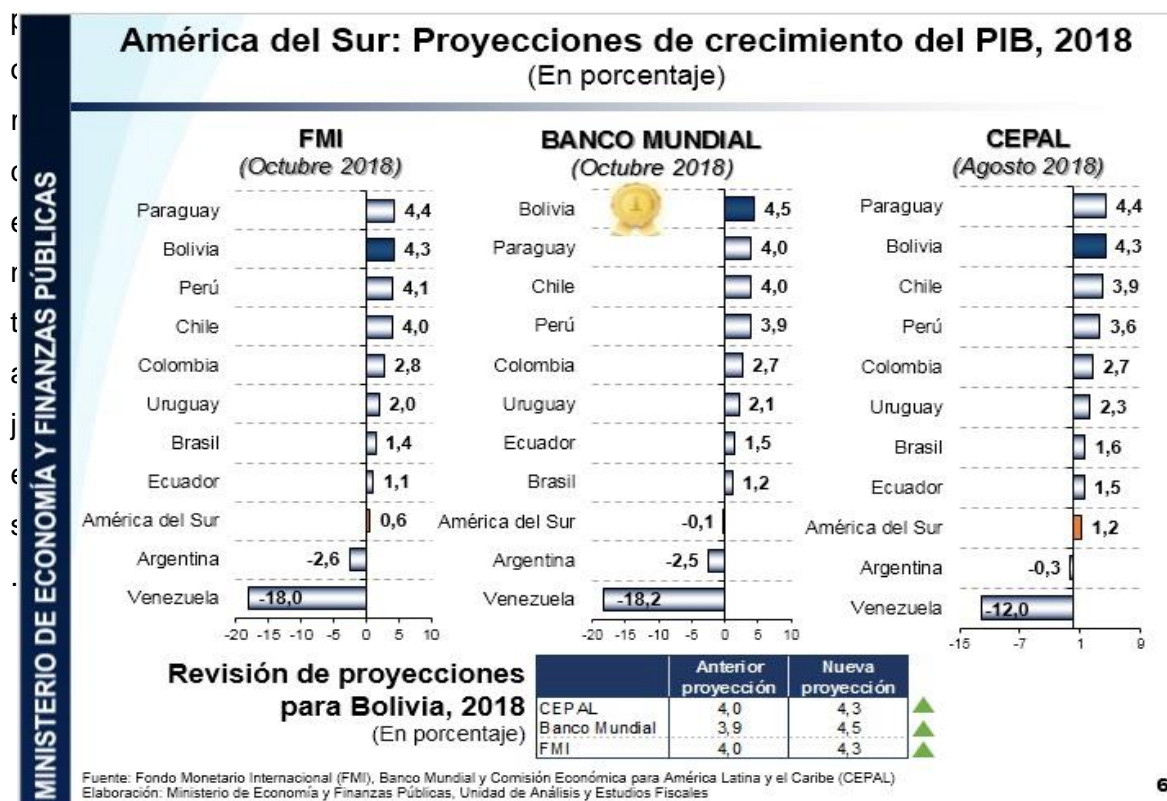 América del Sur: Proyecciones de crecimiento del PIB, 2018
(En porcentaje)
MINISTERIO DE ECONOMÍA Y FINANZAS PÚBLICAS
FMI
(Octubre 2018)
Paraguay 4,4
Bolivia 4,3
Perú 4,1
Chile 4,0
Colombia 2,8
Uruguay 2,0
Brasil 1,4
Ecuador 1,1
América del Sur 0,6
Argentina -2,6
Venezuela -18,0
-20 -15 -10 -5 0 5 10
BANCO MUNDIAL
(Octubre 2018)
1
Bolivia 4,5
Paraguay 4,0
Chile 4,0
Perú 3,9
Colombia 2,7
Uruguay 2,1
Ecuador 1,5
Brasil 1,2
América del Sur -0,1
Argentina -2,5
Venezuela -18,2
-20 -15 -10 -5 0 5 10
CEPAL
(Agosto 2018)
Paraguay 4,4
Bolivia 4,3
Chile 3,9
Perú 3,6
Colombia 2,7
Uruguay 2,3
Brasil 1,6
Ecuador 1,5
América del Sur 1,2
Argentina -0,3
Venezuela -12,0
-15 -7 1 9
Revisión de proyecciones
para Bolivia, 2018
(En porcentaje)
Anterior proyección Nueva proyección
CEPAL 4,0 4,3
Banco Mundial 3,9 4,5
FMI 4,0 4,3
Fuente: Fondo Monetario Internacional (FMI), Banco Mundial y Comisión Económica para América Latina y el Caribe (CEPAL)
Elaboración: Ministerio de Economía y Finanzas Públicas, Unidad de Análisis y Estudios Fiscales
6